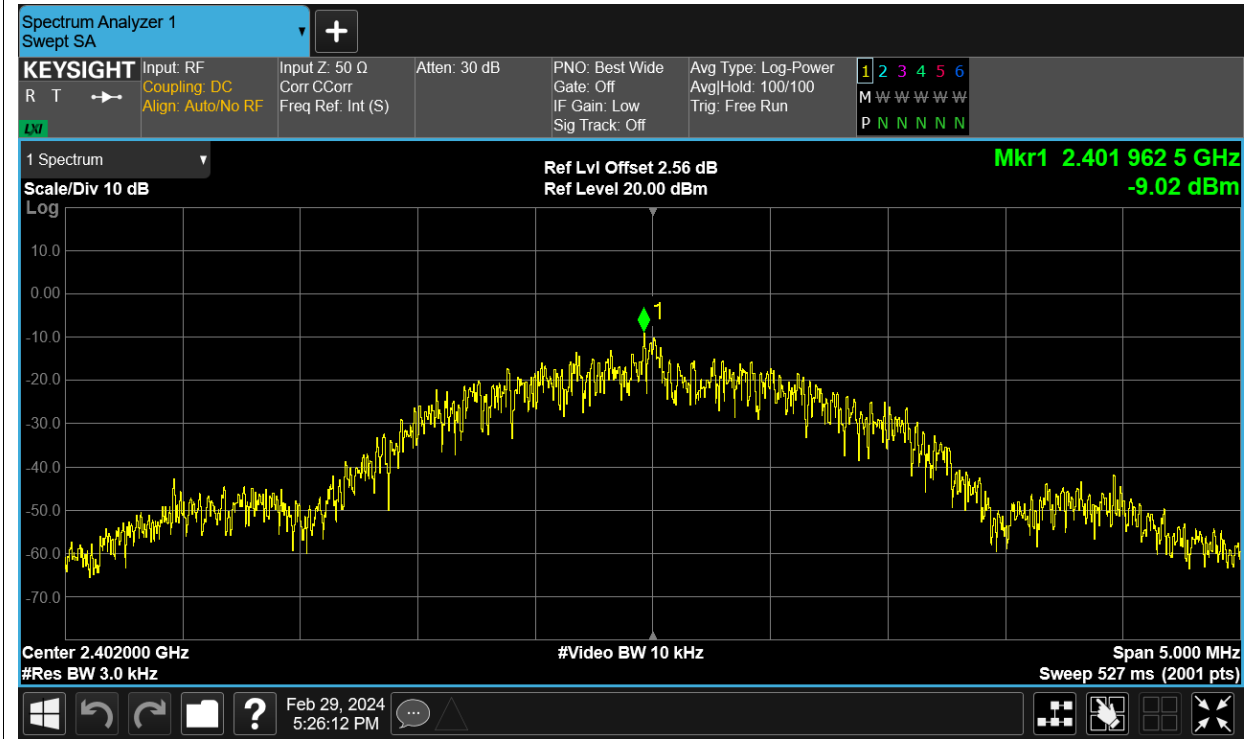 Spectrum Analyzer 1
Swept SA
KEYSIGHT
R T
LXI
Input: RF
Coupling: DC
Align: Auto/No RF
Input Z: 50 Ω
Corr CCorr
Freq Ref: Int (S)
Atten: 30 dB
PNO: Best Wide
Gate: Off
IF Gain: Low
Sig Track: Off
Avg Type: Log-Power
Avg|Hold: 100/100
Trig: Free Run
1 2 3 4 5 6
M W W W W W
P N N N N N
1 Spectrum
Scale/Div 10 dB
Log
Ref Lvl Offset 2.56 dB
Ref Level 20.00 dBm
Mkr1 2.401 962 5 GHz
-9.02 dBm
10.0
0.00
-10.0
-20.0
-30.0
-40.0
-50.0
-60.0
-70.0
1
Center 2.402000 GHz
#Res BW 3.0 kHz
#Video BW 10 kHz
Span 5.000 MHz
Sweep 527 ms (2001 pts)
?
Feb 29, 2024
5:26:12 PM